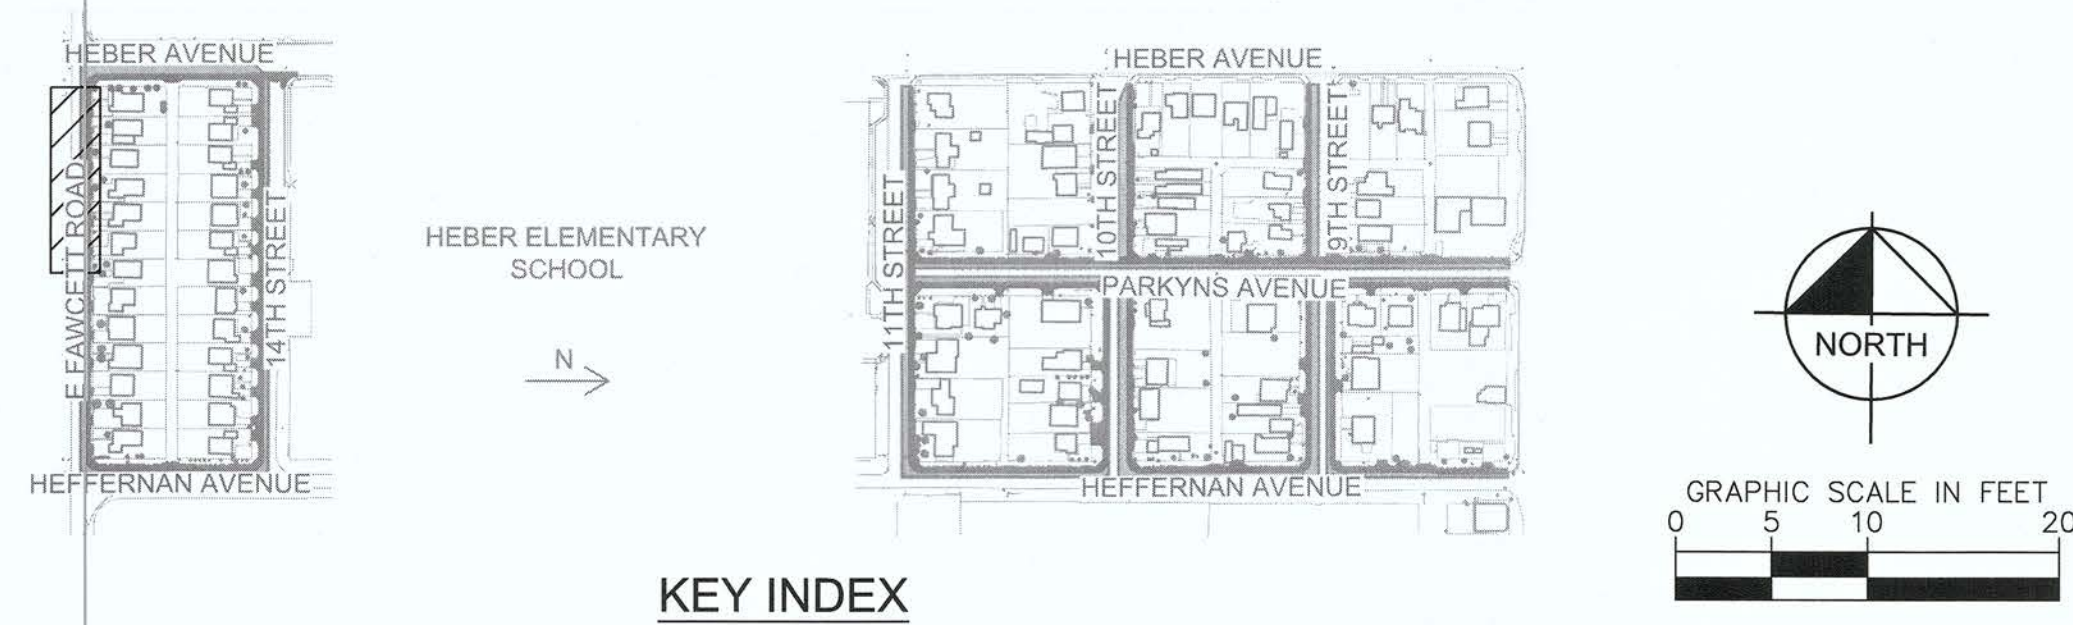 HEBER AVENUE
E FAWCETT ROAD
14TH STREET
HEFFERNAN AVENUE
HEBER ELEMENTARY
SCHOOL
N
HEBER AVENUE
11TH STREET
10TH STREET
9TH STREET
PARKYNS AVENUE
HEFFERNAN AVENUE
NORTH
GRAPHIC SCALE IN FEET
0 5 10 20
KEY INDEX